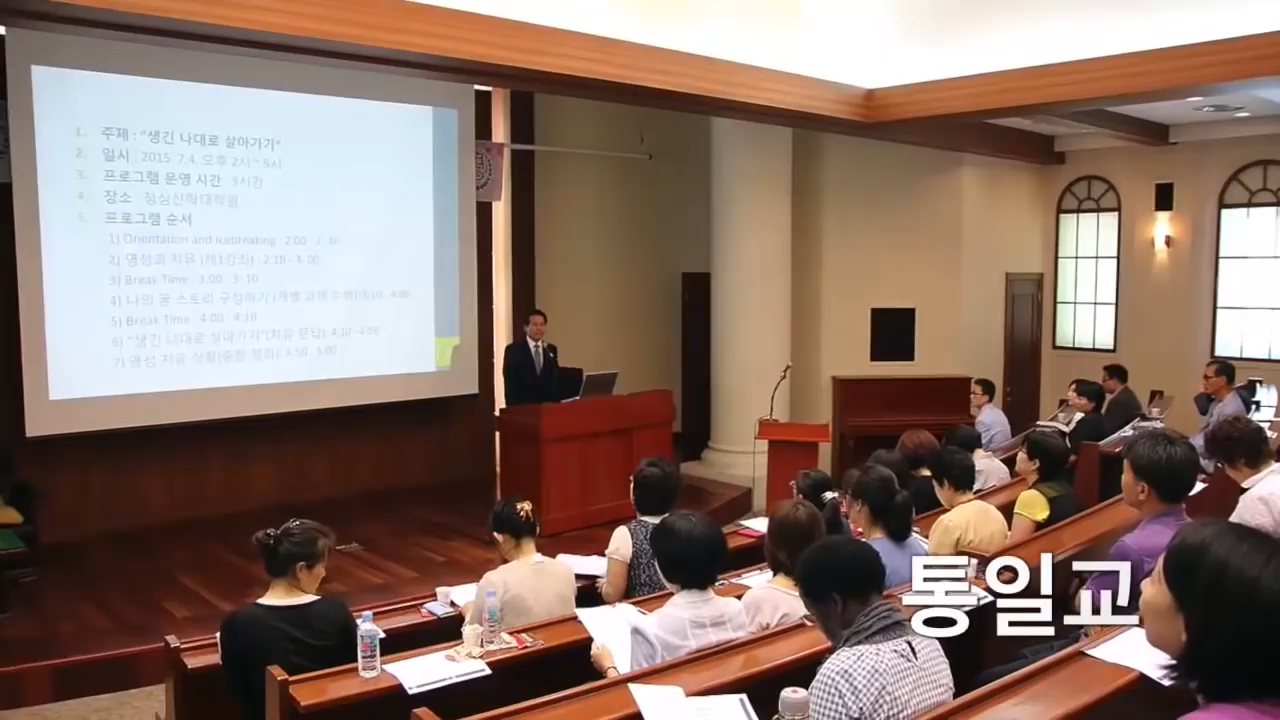 1. 주제 : "생긴 나대로 살아가기"
2. 일시 : 2015. 7.4. 오후 2시 ~ 5시
3. 프로그램 운영 시간 : 3시간
4. 장소 : 청심신학대학원
5. 프로그램 순서
1) Orientation and Icebreaking : 2:00 - 2: 10
2) 영성과 치유 (제1강의) : 2:10 - 3: 00
3) Break Time : 3:00 - 3: 10
4) 나의 꿈 스토리 구성하기
5) Break Time : 4:00 - 4:10
6) "생긴 나대로 살아가기"(치유 문답): 4:10 -4:50
7) 영성 치유 4:50 - 5:00
통일교